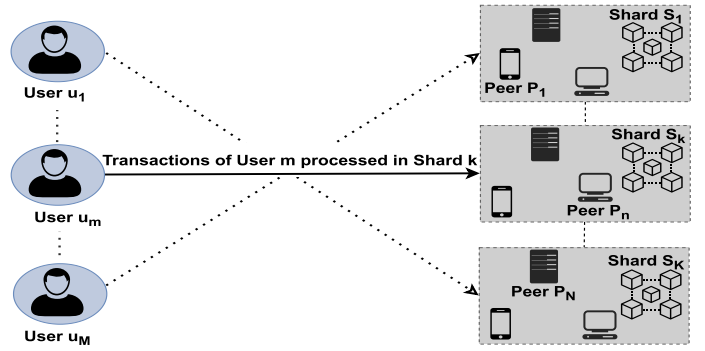 User u1
User um
User uM
Transactions of User m processed in Shard k
Shard S1
Peer P1
Shard Sk
Peer Pn
Shard SK
Peer PN